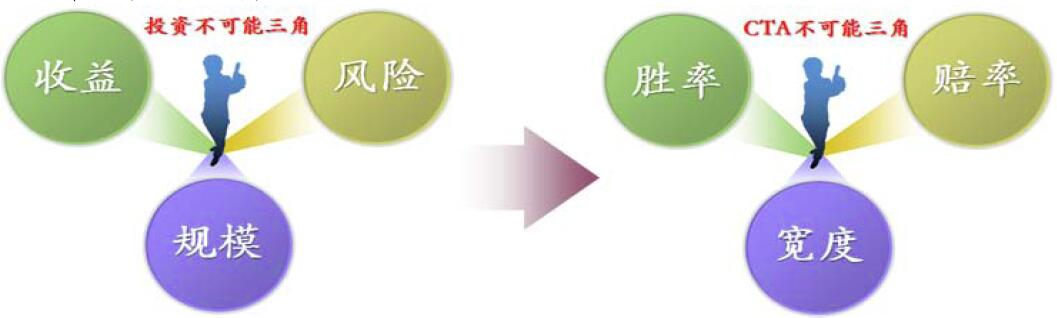 投资不可能三角
收益
风险
规模
CTA不可能三角
胜率
赔率
宽度